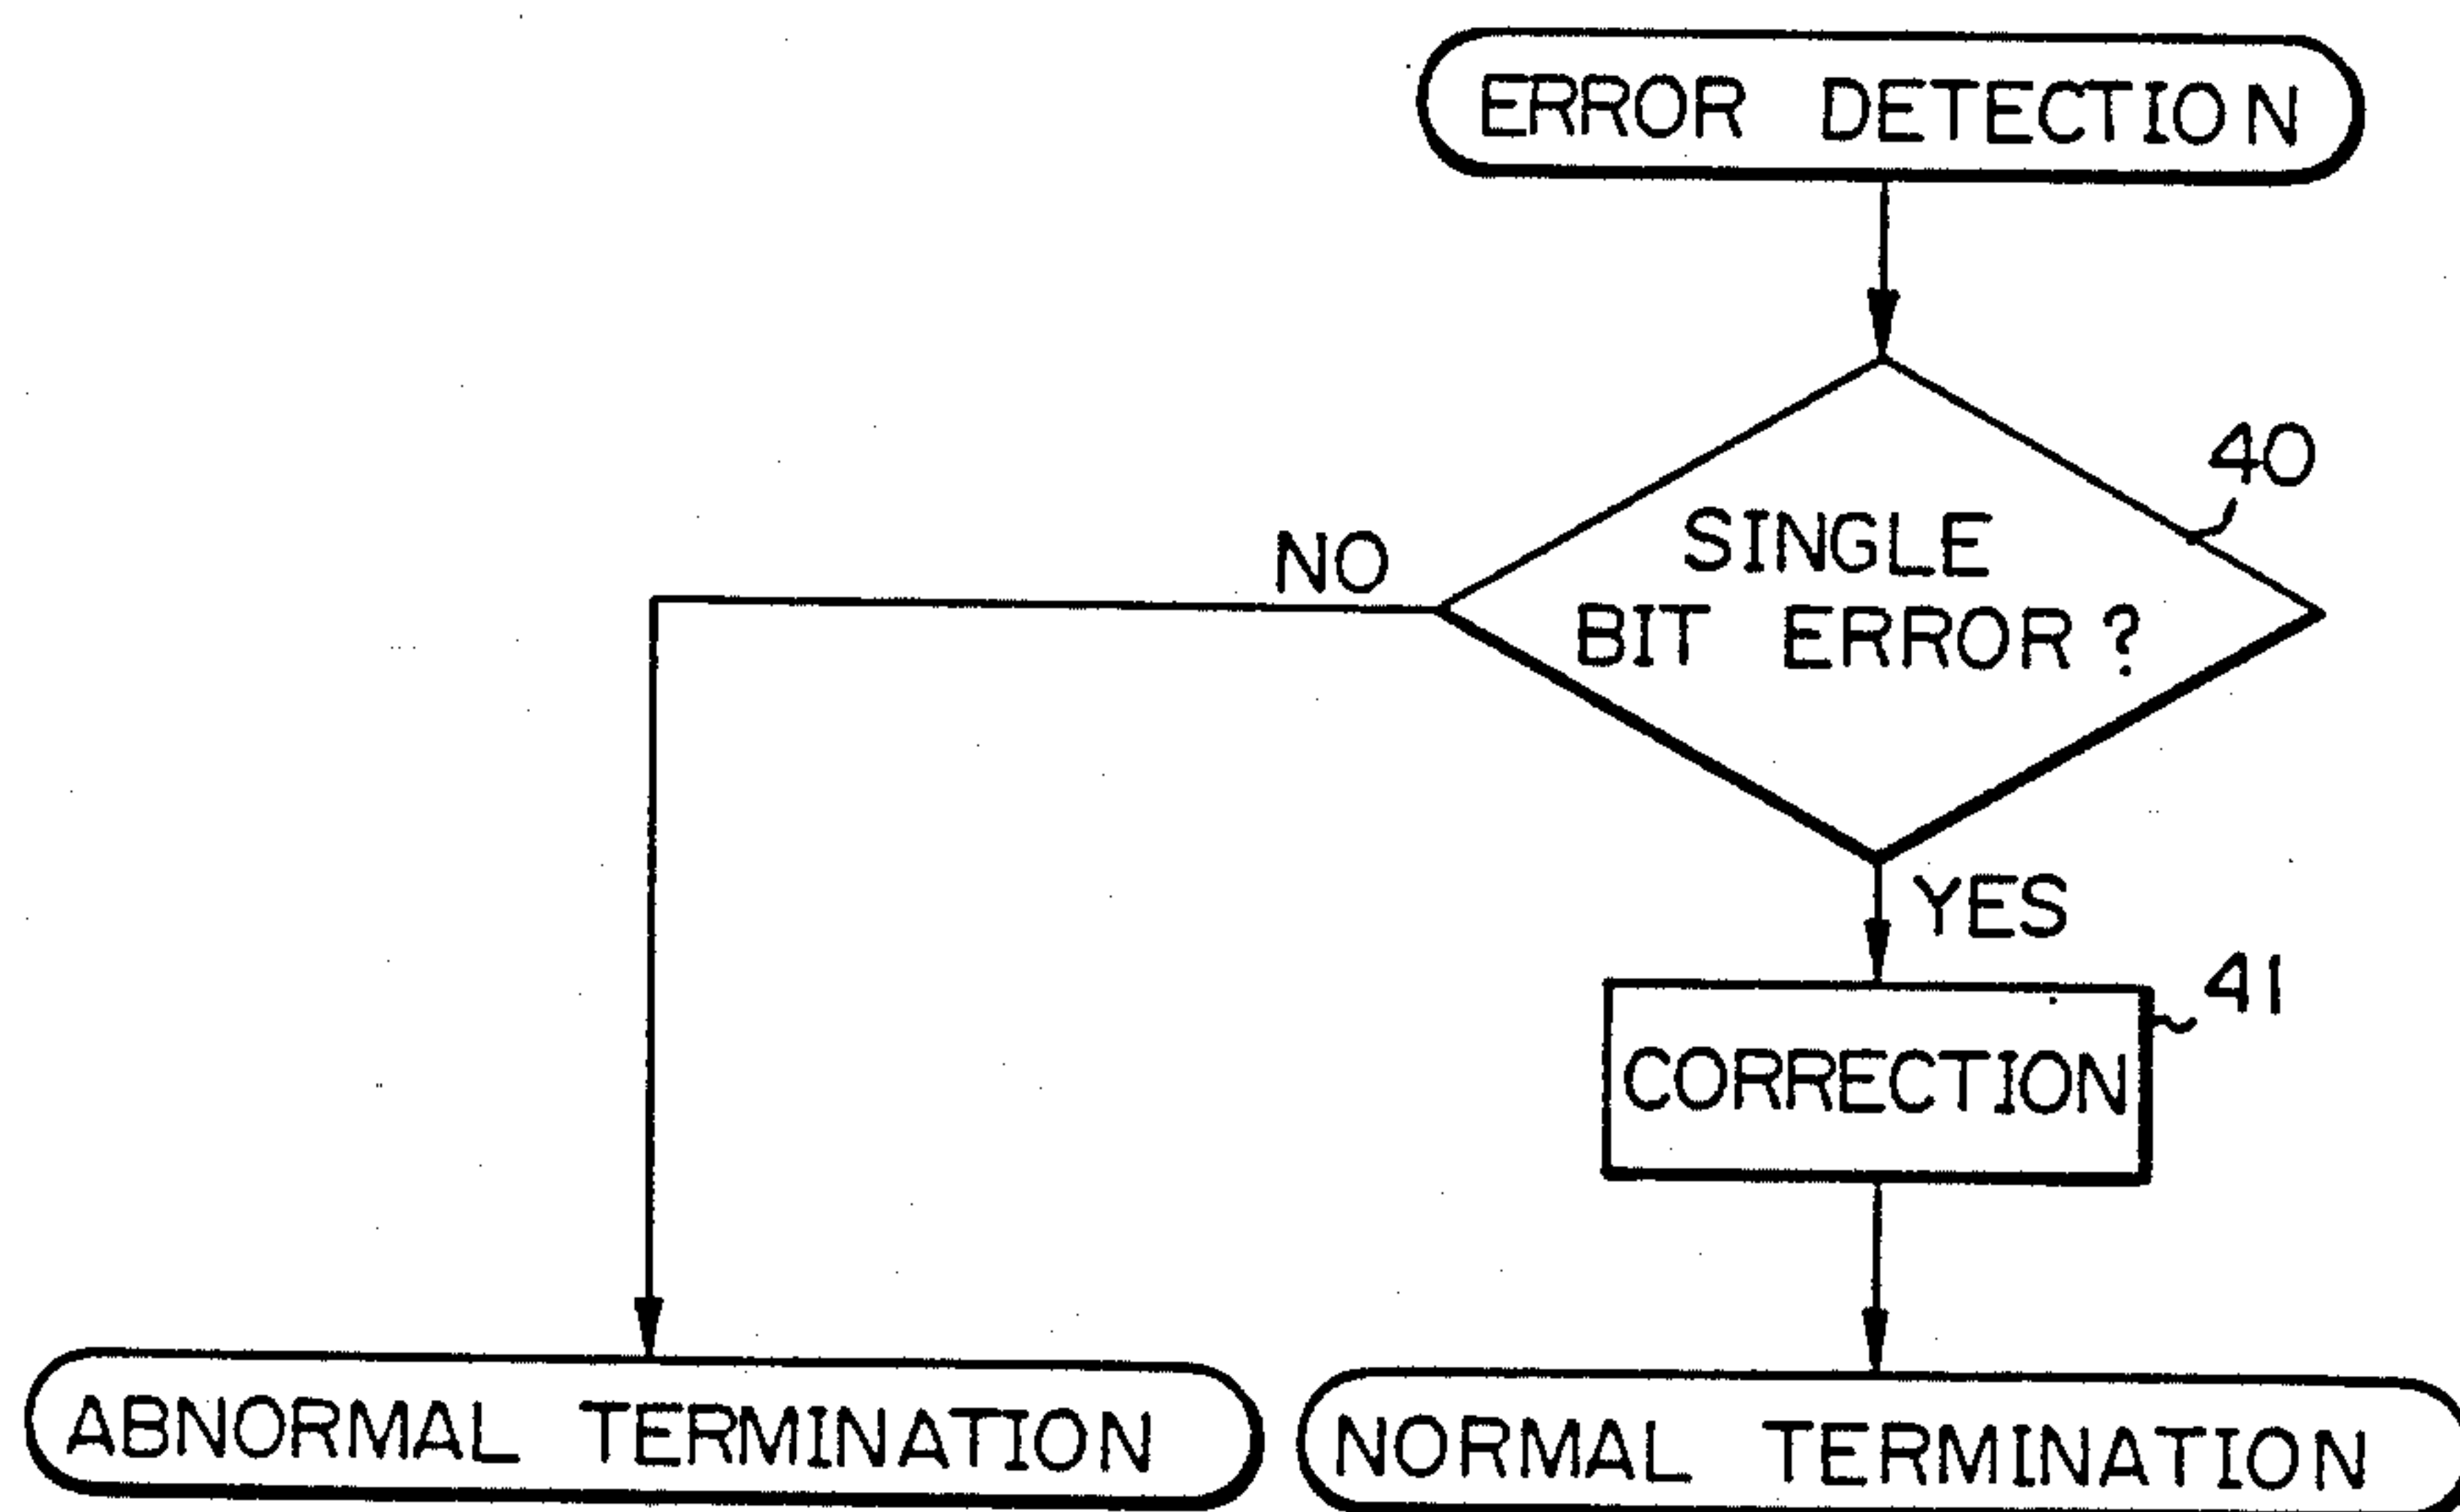 ERROR DETECTION
40
SINGLE
BIT ERROR?
NO
YES
41
CORRECTION
ABNORMAL TERMINATION
NORMAL TERMINATION